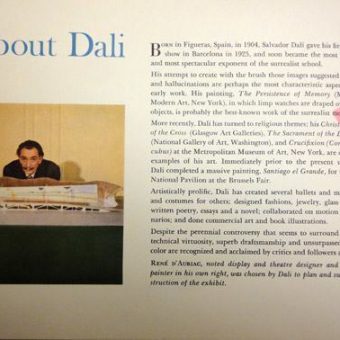 bout Dali
BORN in Figueras, Spain, in 1904, Salvador Dali gave his fir
show in Barcelona in 1925, and soon became the most
and most spectacular exponent of the surrealist school.
His attempts to create with the brush those images suggested
and hallucinations are perhaps the most characteristic aspec
early work. His painting, The Persistence of Memory (M
Modern Art, New York), in which limp watches are draped o
objects, is probably the best-known work of the surrealist
More recently, Dali has turned to religious themes; his Chris
of the Cross (Glasgow Art Galleries), The Sacrament of the L
(National Gallery of Art, Washington), and Crucifixion (Cor
cubus) at the Metropolitan Museum of Art, New York, are
examples of his art. Immediately prior to the present
Dali completed a massive painting, Santiago el Grande, for
National Pavilion at the Brussels Fair.
Artistically prolific, Dali has created several ballets and m
and costumes for others; designed fashions, jewelry, glass
written poetry, essays and a novel; collaborated on motion
narios; and done commercial art and book illustrations.
Despite the perennial controversy that seems to surround
technical virtuosity, superb draftsmanship and unsurpasse
color are recognized and acclaimed by critics and followers
RENÉ D'AURIAC, noted display and theatre designer and
painter in his own right, was chosen by Dali to plan and su
struction of the exhibit.